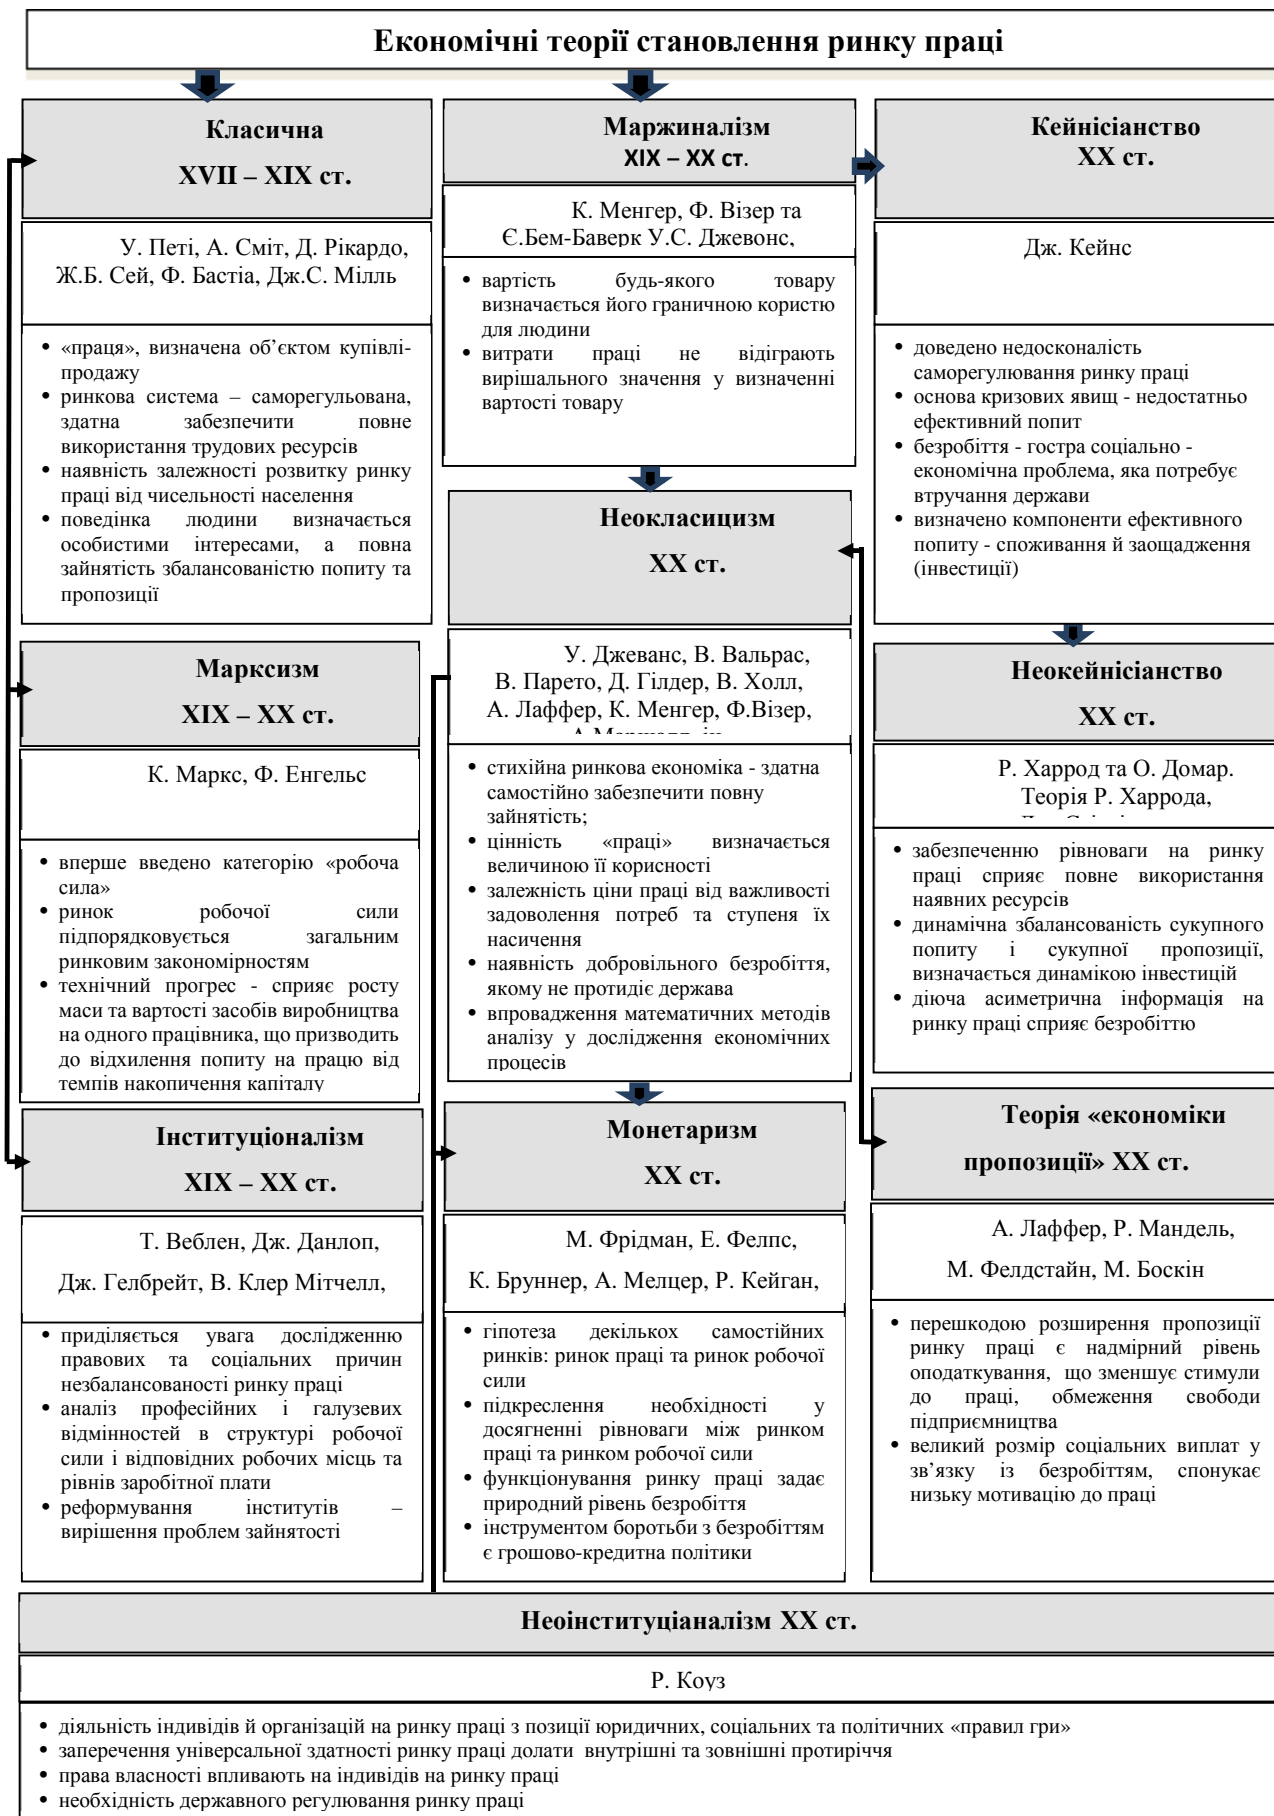 Економічні теорії становлення ринку праці
Класична
XVII – XIX ст.
У. Петі, А. Сміт, Д. Рікардо,
Ж.Б. Сей, Ф. Бастіа, Дж.С. Мілль
• «праця», визначена об’єктом купівлі-
продажу
• ринкова система – саморегульована,
здатна забезпечити повне
використання трудових ресурсів
• наявність залежності розвитку ринку
праці від чисельності населення
• поведінка людини визначається
особистими інтересами, а повна
зайнятість збалансованістю попиту та
пропозиції
Марксизм
XIX – XX ст.
К. Маркс, Ф. Енгельс
• вперше введено категорію «робоча
сила»
• ринок робочої сили
підпорядковується загальним
ринковим закономірностям
• технічний прогрес - сприяє росту
маси та вартості засобів виробництва
на одного працівника, що призводить
до відхилення попиту на працю від
темпів накопичення капіталу
Інституціоналізм
XIX – XX ст.
Т. Веблен, Дж. Данлоп,
Дж. Гелбрейт, В. Клер Мітчелл,
• приділяється увага дослідженню
правових та соціальних причин
незбалансованості ринку праці
• аналіз професійних і галузевих
відмінностей в структурі робочої
сили і відповідних робочих місць та
рівнів заробітної плати
• реформування інститутів –
вирішення проблем зайнятості
Маржиналізм
XIX – XX ст.
К. Менгер, Ф. Візер та
Є.Бем-Баверк У.С. Джевонс,
• вартість будь-якого товару
визначається його граничною користю
для людини
• витрати праці не відіграють
вирішального значення у визначенні
вартості товару
Неокласицизм
XX ст.
У. Джеванс, В. Вальрас,
В. Парето, Д. Гілдер, В. Холл,
А. Лаффер, К. Менгер, Ф.Візер,
• стихійна ринкова економіка - здатна
самостійно забезпечити повну
зайнятість;
• цінність «праці» визначається
величиною її корисності
• залежність ціни праці від важливості
задоволення потреб та ступеня їх
насичення
• наявність добровільного безробіття,
якому не протидіє держава
• впровадження математичних методів
аналізу у дослідження економічних
процесів
Монетаризм
XX ст.
М. Фрідман, Е. Фелпс,
К. Бруннер, А. Мелцер, Р. Кейган,
• гіпотеза декількох самостійних
ринків: ринок праці та ринок робочої
сили
• підкреслення необхідності у
досягненні рівноваги між ринком
праці та ринком робочої сили
• функціонування ринку праці задає
природний рівень безробіття
• інструментом боротьби з безробіттям
є грошово-кредитна політики
Кейнісіанство
XX ст.
Дж. Кейнс
• доведено недосконалість
саморегулювання ринку праці
• основа кризових явищ - недостатньо
ефективний попит
• безробіття - гостра соціально -
економічна проблема, яка потребує
втручання держави
• визначено компоненти ефективного
попиту - споживання й заощадження
(інвестиції)
Неокейнісіанство
XX ст.
Р. Харрод та О. Домар.
Теорія Р. Харрода,
• забезпеченню рівноваги на ринку
праці сприяє повне використання
наявних ресурсів
• динамічна збалансованість сукупного
попиту і сукупної пропозиції,
визначається динамікою інвестицій
• діюча асиметрична інформація на
ринку праці сприяє безробіттю
Теорія «економіки
пропозиції» XX ст.
А. Лаффер, Р. Мандель,
М. Фелдстайн, М. Боскін
• перешкодою розширення пропозиції
ринку праці є надмірний рівень
оподаткування, що зменшує стимули
до праці, обмеження свободи
підприємництва
• великий розмір соціальних виплат у
зв’язку із безробіттям, спонукає
низьку мотивацію до праці
Неоінституціаналізм XX ст.
Р. Коуз
• діяльність індивідів й організацій на ринку праці з позиції юридичних, соціальних та політичних «правил гри»
• заперечення універсальної здатності ринку праці долати внутрішні та зовнішні протиріччя
• права власності впливають на індивідів на ринку праці
• необхідність державного регулювання ринку праці